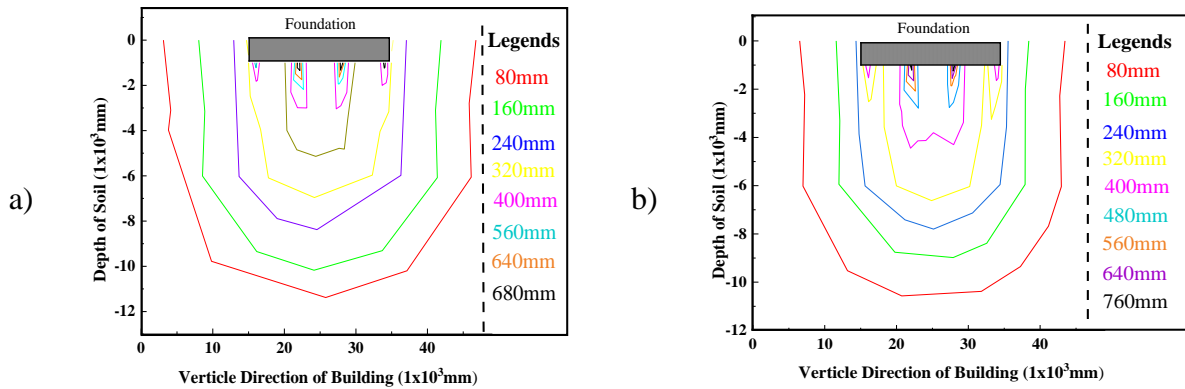 a)
Foundation
Depth of Soil (1x10³mm)
0
-2
-4
-6
-8
-10
-12
0 10 20 30 40
Verticle Direction of Building (1x10³mm)
Legends
80mm
160mm
240mm
320mm
400mm
560mm
640mm
680mm
b)
Foundation
Depth of Soil (1x10³mm)
0
-2
-4
-6
-8
-10
-12
0 10 20 30 40
Verticle Direction of Building (1x10³mm)
Legends
80mm
160mm
240mm
320mm
400mm
480mm
560mm
640mm
760mm